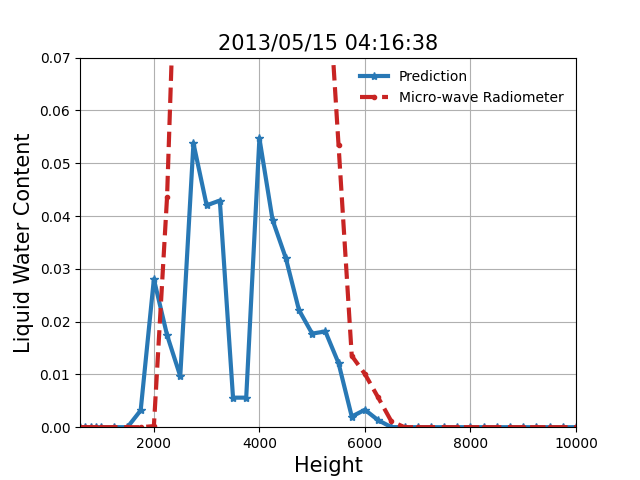 2013/05/15 04:16:38
0.07
0.06
0.05
0.04
0.03
0.02
0.01
0.00
Liquid Water Content
Prediction
Micro-wave Radiometer
2000 4000 6000 8000 10000
Height